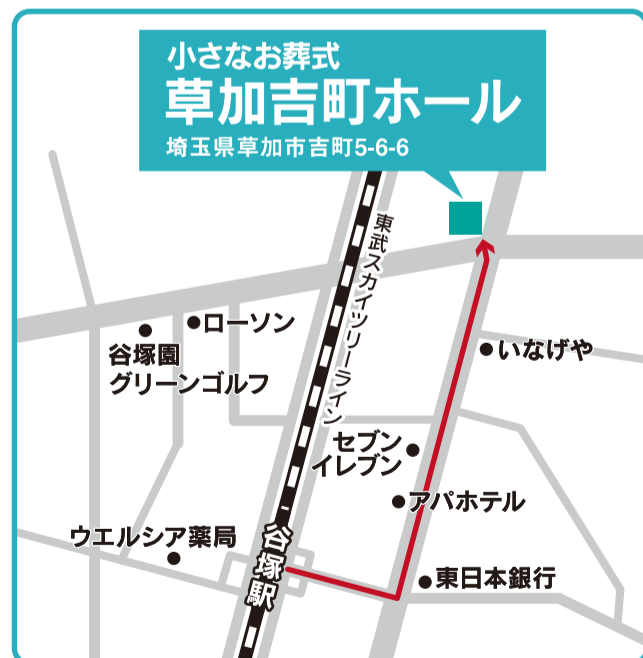 小さなお葬式
草加吉町ホール
埼玉県草加市吉町5-6-6
東武スカイツリーライン
ローソン
谷塚園
グリーンゴルフ
いなげや
セブン
イレブン
アパホテル
ウエルシア薬局
谷塚駅
東日本銀行